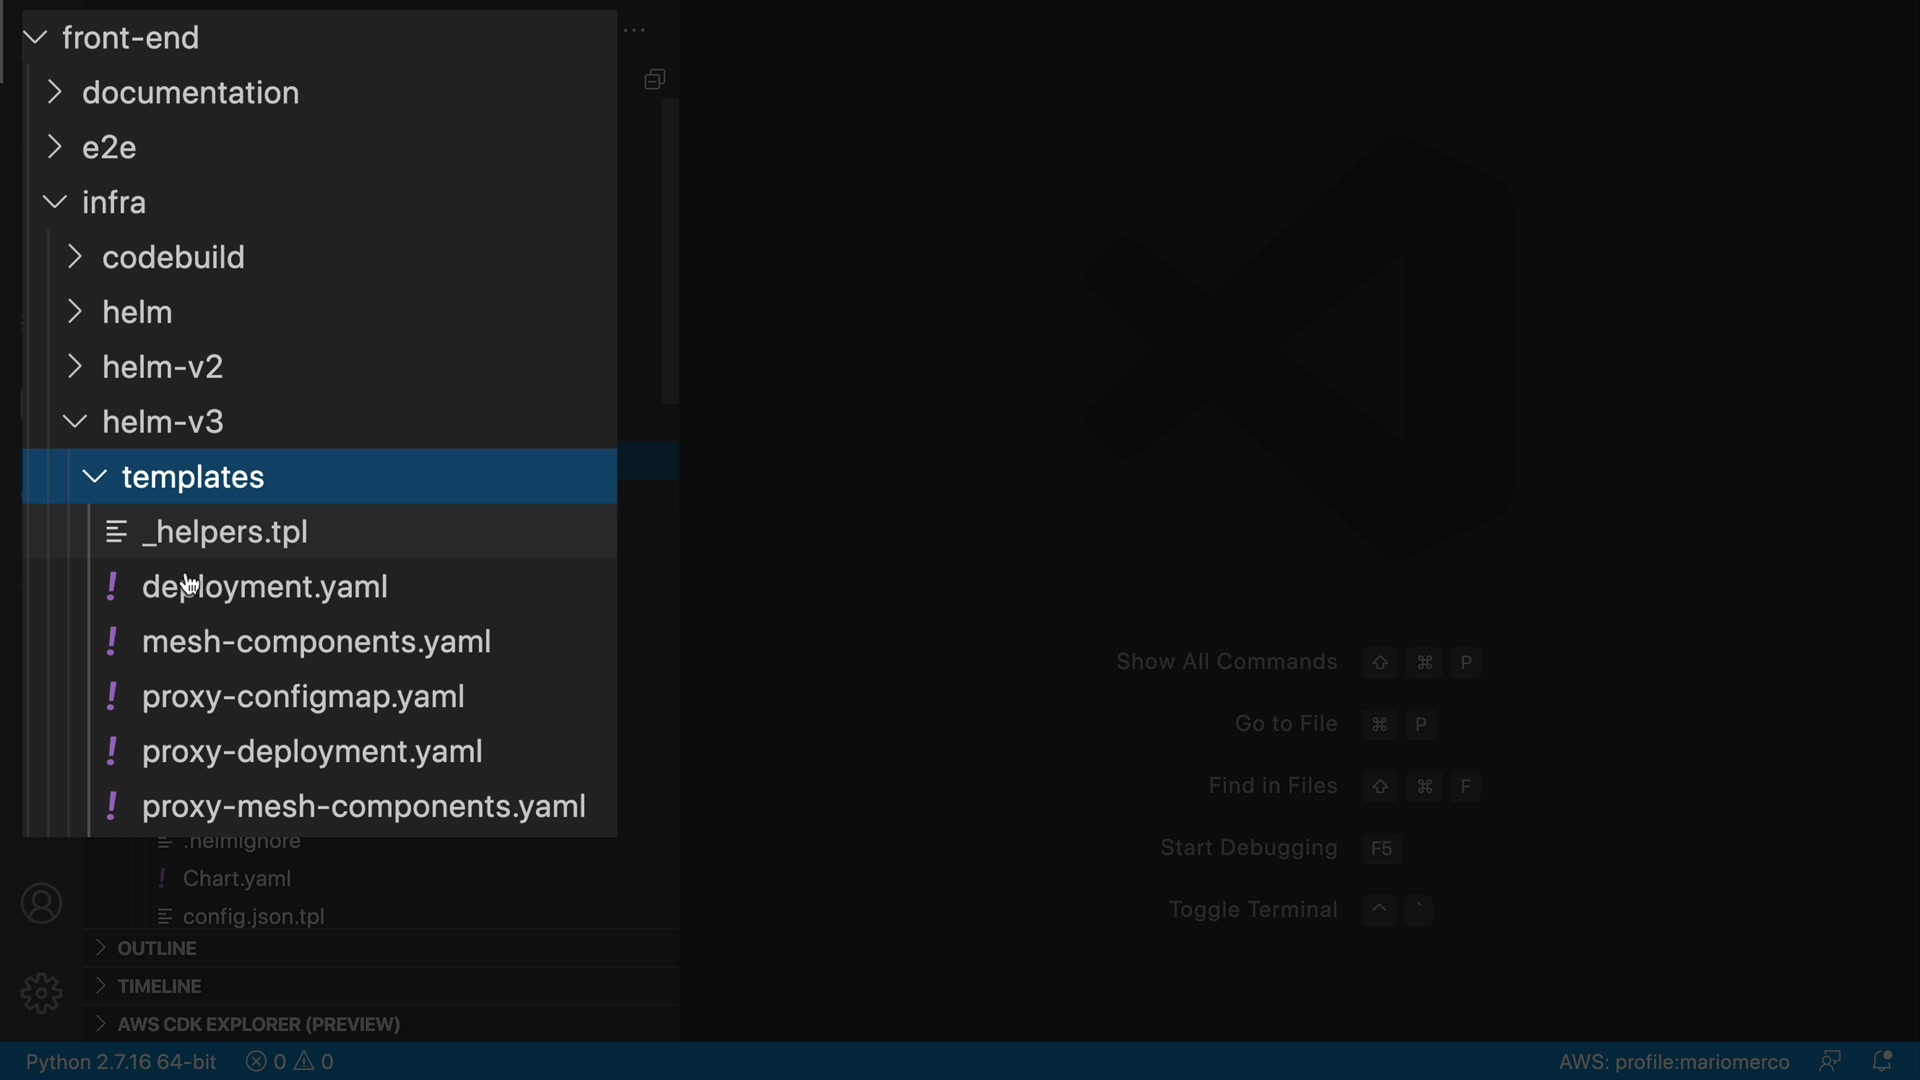 front-end
documentation
e2e
infra
codebuild
helm
helm-v2
helm-v3
templates
_helpers.tpl
deployment.yaml
mesh-components.yaml
proxy-configmap.yaml
proxy-deployment.yaml
proxy-mesh-components.yaml
.helmignore
Chart.yaml
config.json.tpl
OUTLINE
TIMELINE
AWS CDK EXPLORER (PREVIEW)
Show All Commands ⇧ ⌘ P
Go to File ⌘ P
Find in Files ⇧ ⌘ F
Start Debugging F5
Toggle Terminal ^ `
Python 2.7.16 64-bit 0 0
AWS: profile:mariomerco